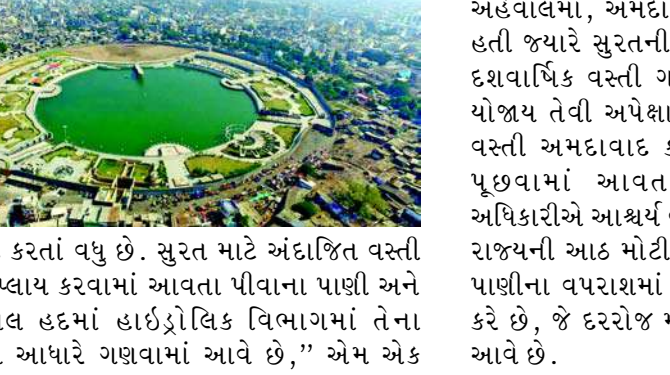 કરતાં વધુ છે. સુરત માટે અંદાજિત વસ્તી
પ્લાય કરવામાં આવતા પીવાના પાણી અને
હદમાં હાઇડ્રોલિક વિભાગમાં તેના
આધારે ગણવામાં આવે છે,” એમ એક
અહેવાલમાં, અમદા
હતી જ્યારે સુરતની
દશવાર્ષિક વસ્તી ગ
યોજાય તેવી અપેક્ષા
વસ્તી અમદાવાદ ક
પૂછવામાં આવત
અધિકારીએ આશ્ચર્ય
રાજ્યની આઠ મોટી
પાણીના વપરાશમાં
કરે છે, જે દરરોજ
આવે છે.